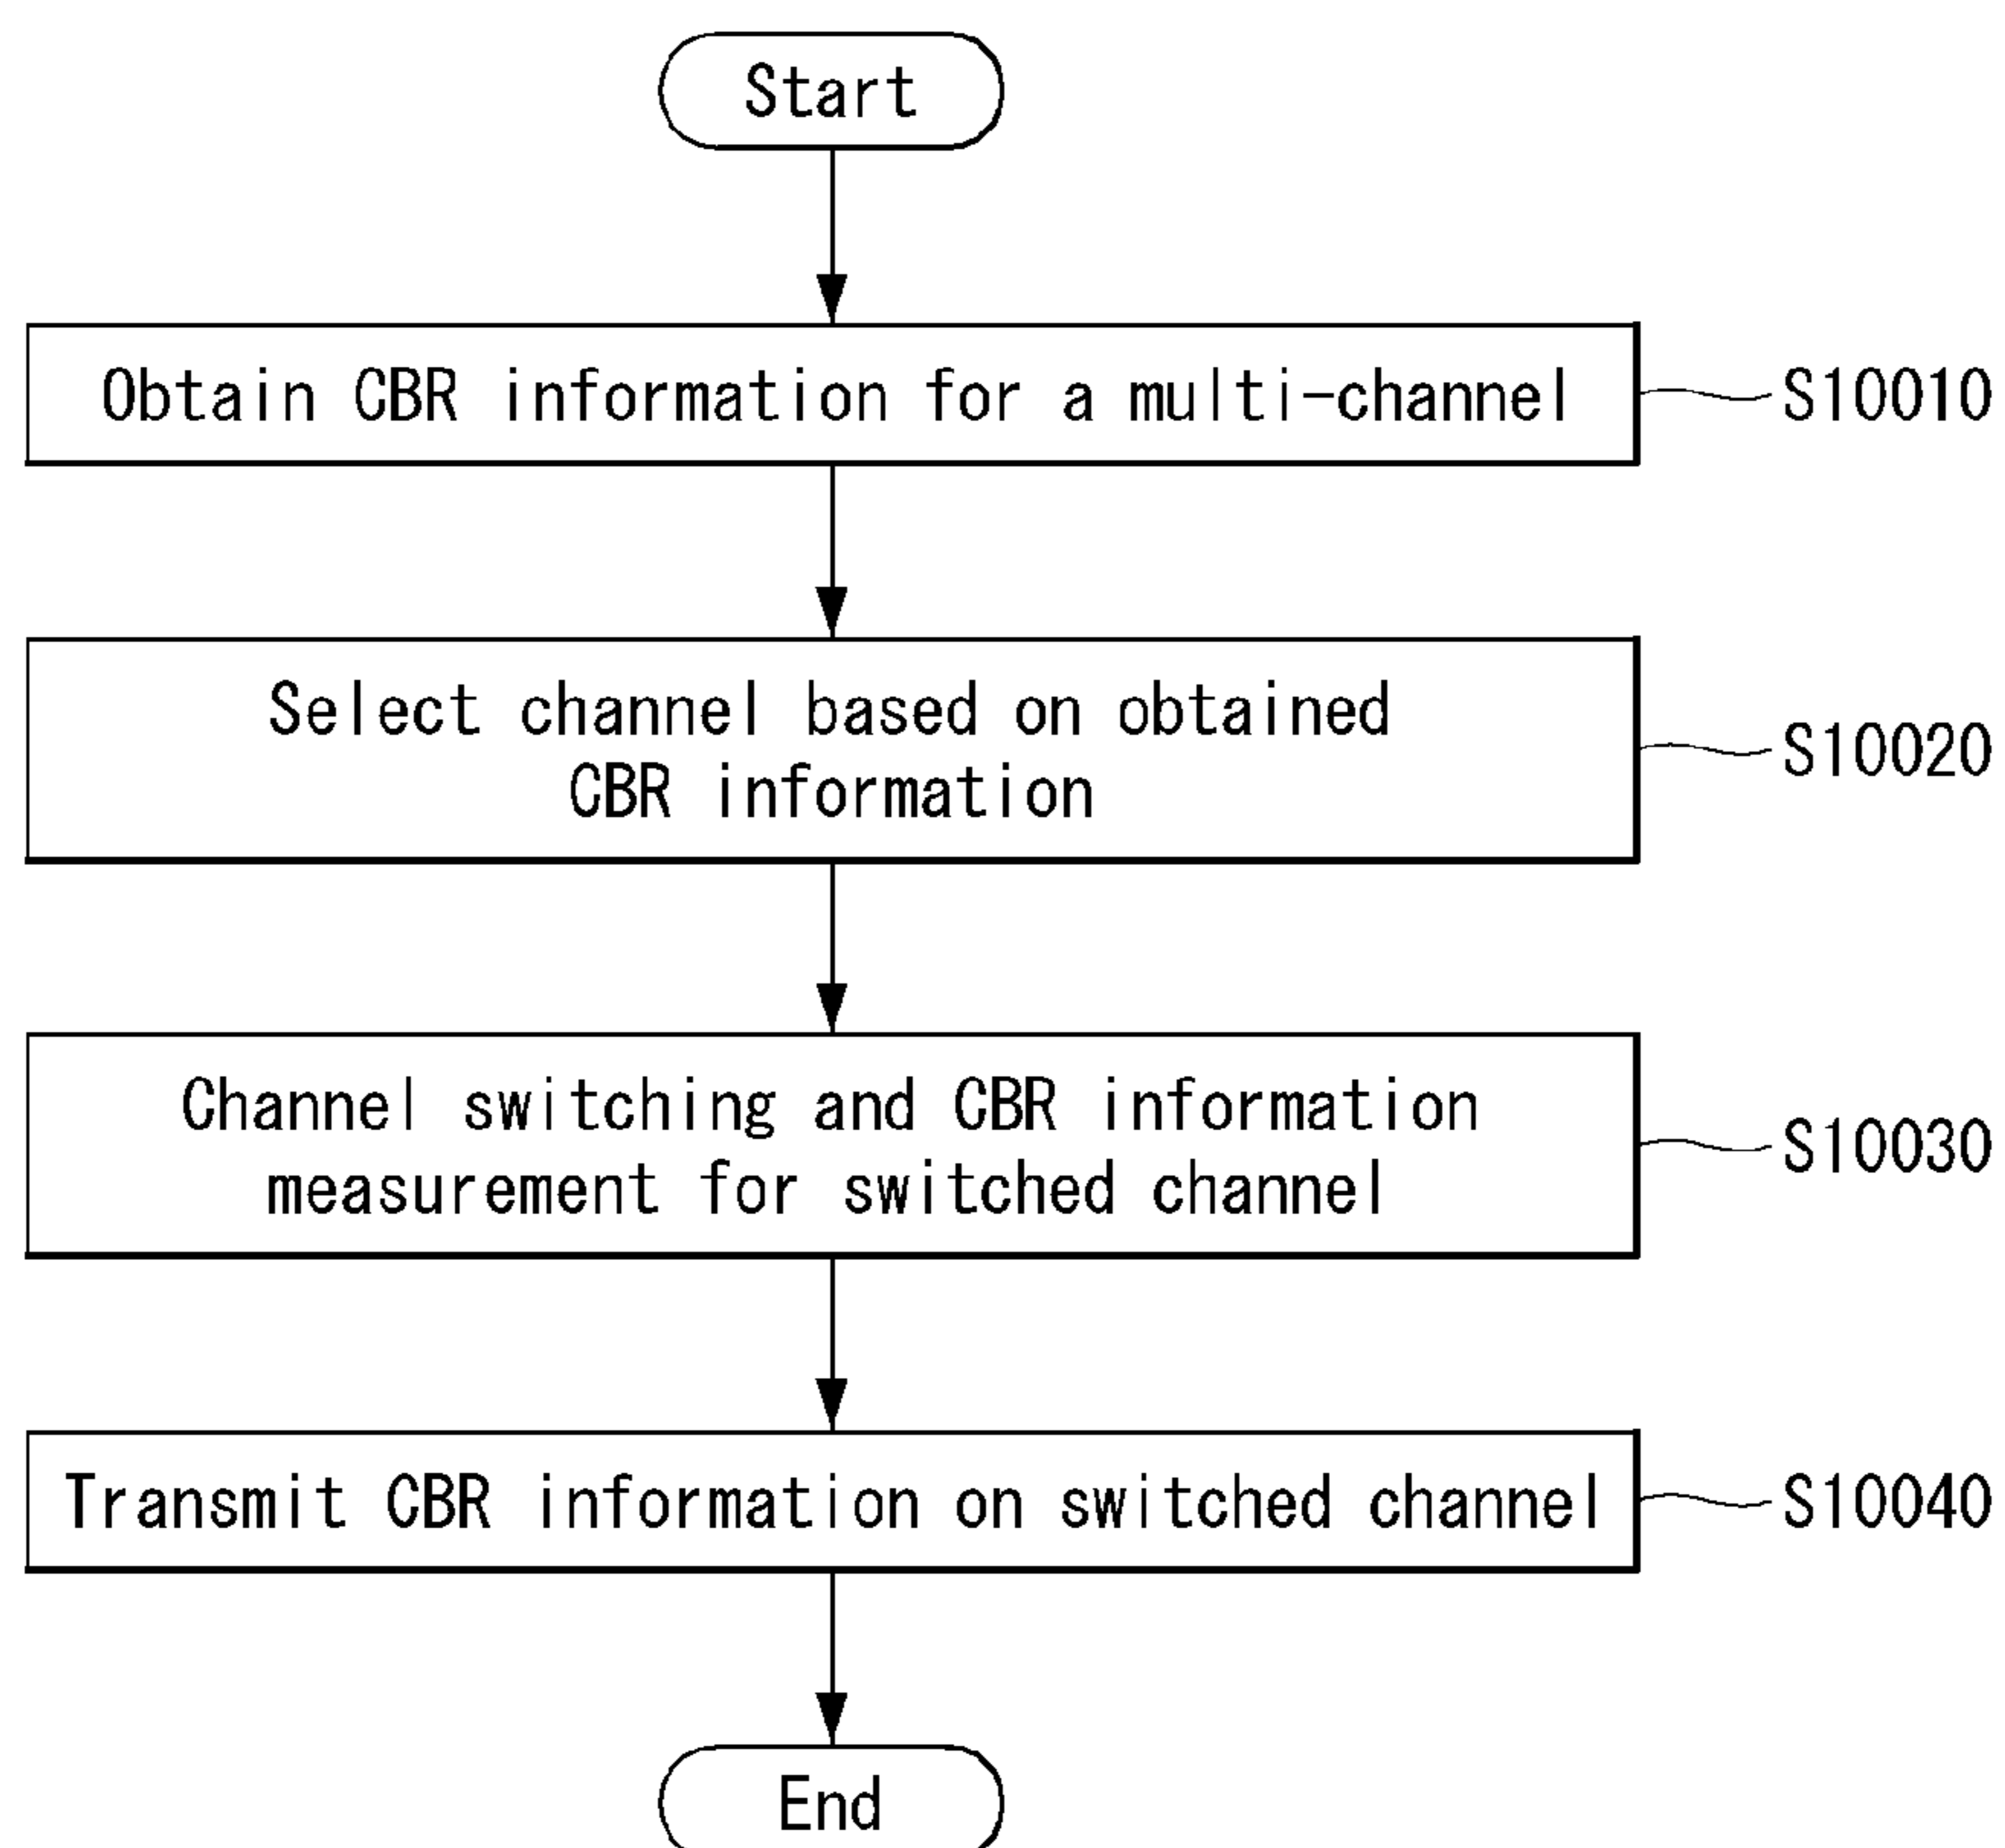 Start
Obtain CBR information for a multi-channel
S10010
Select channel based on obtained
CBR information
S10020
Channel switching and CBR information
measurement for switched channel
S10030
Transmit CBR information on switched channel
S10040
End